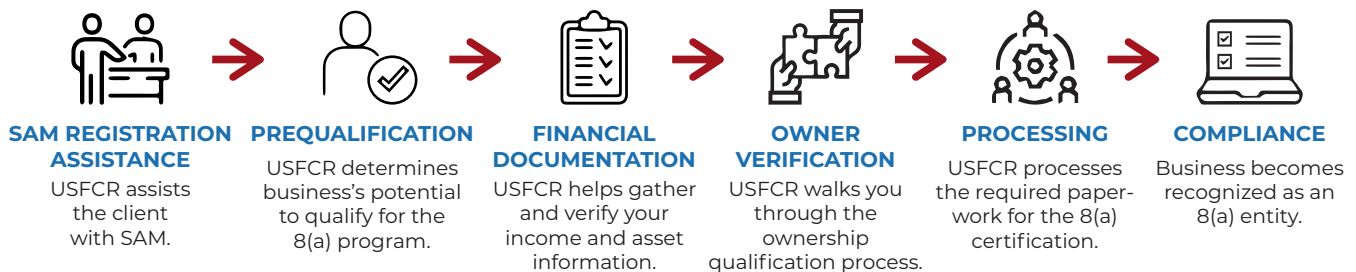 SAM REGISTRATION
ASSISTANCE
USFCR assists
the client
with SAM.
PREQUALIFICATION
USFCR determines
business's potential
to qualify for the
8(a) program.
FINANCIAL
DOCUMENTATION
USFCR helps gather
and verify your
income and asset
information.
OWNER
VERIFICATION
USFCR walks you
through the
ownership
qualification process.
PROCESSING
USFCR processes
the required paper-
work for the 8(a)
certification.
COMPLIANCE
Business becomes
recognized as an
8(a) entity.